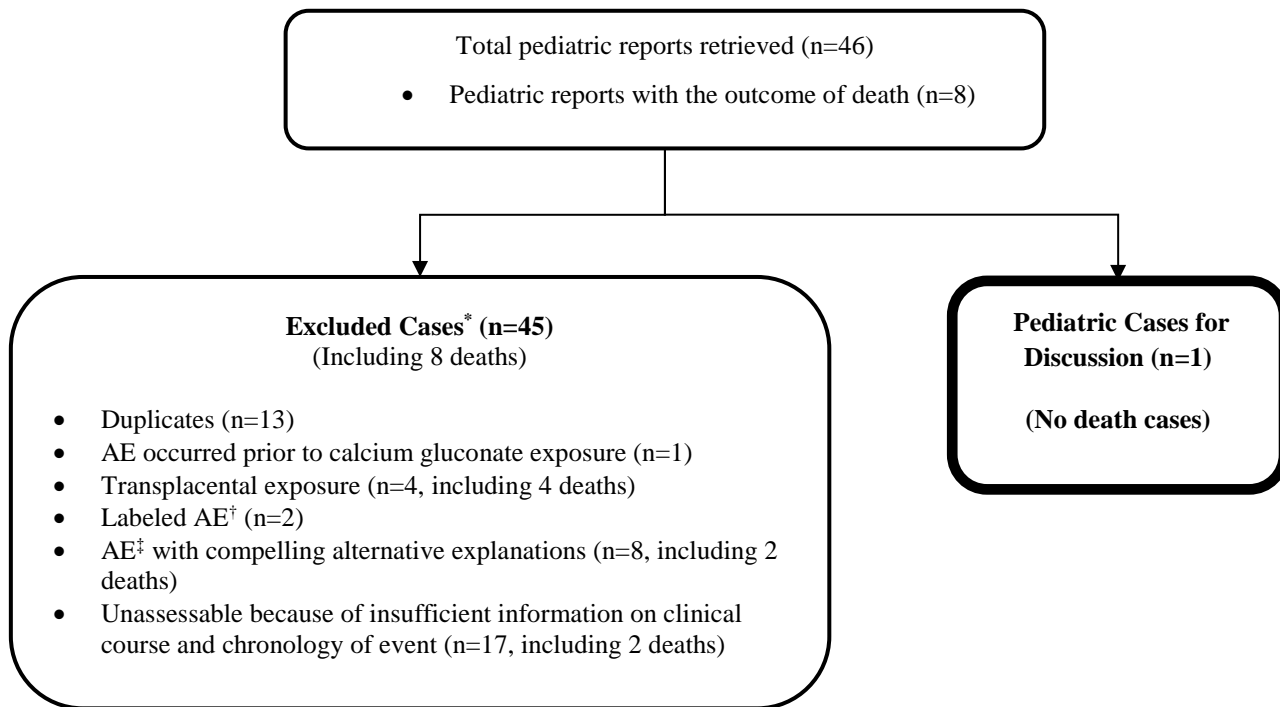 Total pediatric reports retrieved (n=46)
• Pediatric reports with the outcome of death (n=8)
Excluded Cases* (n=45)
(Including 8 deaths)
• Duplicates (n=13)
• AE occurred prior to calcium gluconate exposure (n=1)
• Transplacental exposure (n=4, including 4 deaths)
• Labeled AE† (n=2)
• AE‡ with compelling alternative explanations (n=8, including 2
deaths)
• Unassessable because of insufficient information on clinical
course and chronology of event (n=17, including 2 deaths)
Pediatric Cases for
Discussion (n=1)
(No death cases)